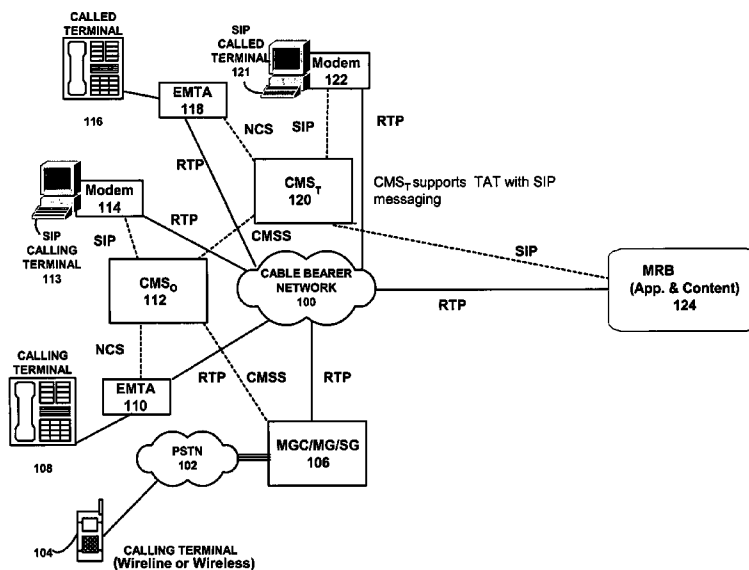 CALLED
TERMINAL
116
EMTA
118
SIP
CALLED
TERMINAL
121
Modem
122
NCS
SIP
RTP
RTP
CMST
120
CMST supports TAT with SIP
messaging
Modem
114
RTP
SIP
SIP
CALLING
TERMINAL
113
CMSS
CMSO
112
CABLE BEARER
NETWORK
100
SIP
MRB
(App. & Content)
124
RTP
NCS
CALLING
TERMINAL
108
EMTA
110
RTP
CMSS
RTP
MGC/MG/SG
106
PSTN
102
104
CALLING TERMINAL
(Wireline or Wireless)